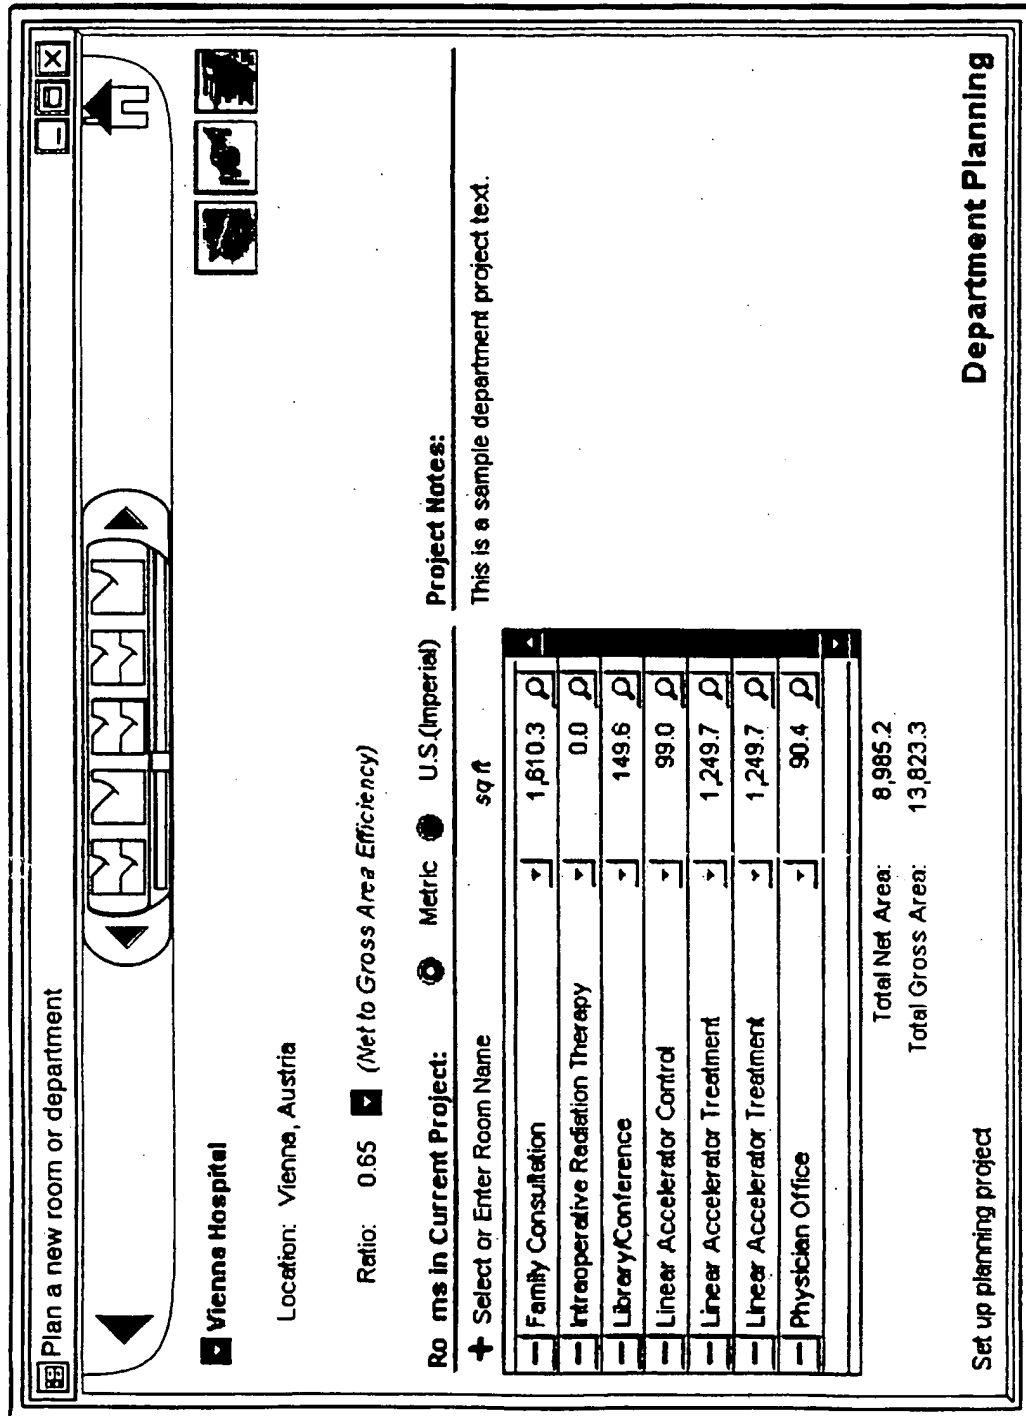 Plan a new room or department
Vienna Hospital
Location: Vienna, Austria
Ratio: 0.65 (Net to Gross Area Efficiency)
Ro ms in Current Project: Metric U.S.(Imperial)
Select or Enter Room Name sq ft
Family Consultation 1,610.3
Intraoperative Radiation Therapy 0.0
Library/Conference 149.6
Linear Accelerator Control 99.0
Linear Accelerator Treatment 1,249.7
Linear Accelerator Treatment 1,249.7
Physician Office 90.4
Total Net Area: 8,985.2
Total Gross Area: 13,823.3
Project Notes:
This is a sample department project text.
Set up planning project
Department Planning